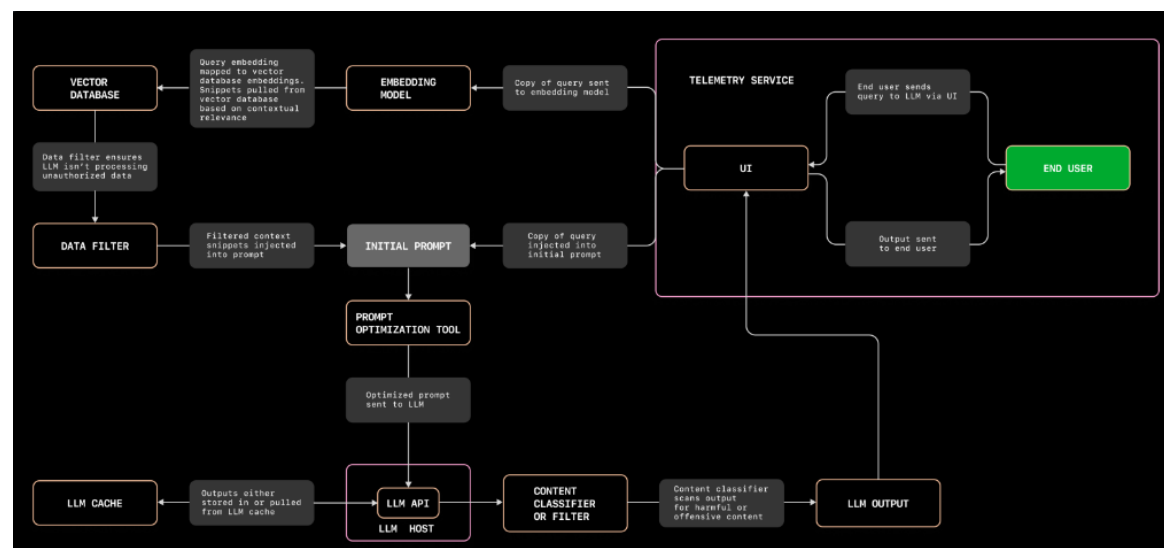 VECTOR
DATABASE
Query embedding
mapped to vector
database embeddings.
Snippets pulled from
vector database
based on contextual
relevance
EMBEDDING
MODEL
Copy of query sent
to embedding model
TELEMETRY SERVICE
End user sends
query to LLM via UI
UI
END USER
Output sent
to end user
Data filter ensures
LLM isn't processing
unauthorized data
DATA FILTER
Filtered context
snippets injected
into prompt
INITIAL PROMPT
Copy of query
injected into
initial prompt
PROMPT
OPTIMIZATION TOOL
Optimized prompt
sent to LLM
LLM CACHE
Outputs either
stored in or pulled
from LLM cache
LLM API
LLM HOST
CONTENT
CLASSIFIER
OR FILTER
Content classifier
scans output
for harmful or
offensive content
LLM OUTPUT